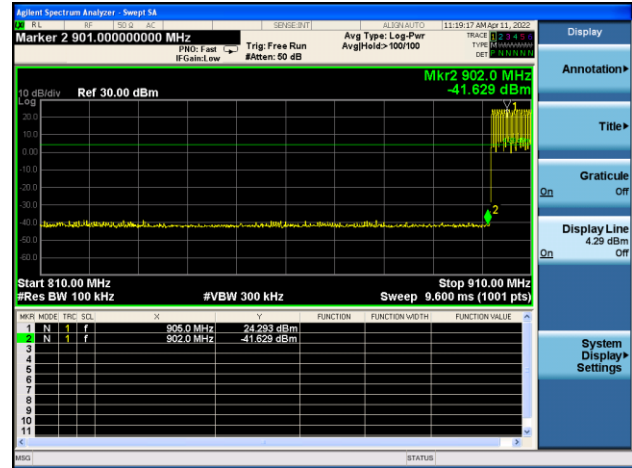 Agilent Spectrum Analyzer - Swept SA
RL RF 50 Ω AC SENSE:INT ALIGN AUTO 11:19:17 AM Apr 11, 2022
Marker 2 901.000000000 MHz
PNO: Fast
IFGain:Low
Trig: Free Run
#Atten: 50 dB
Avg Type: Log-Pwr
Avg|Hold:>100/100
TRACE 1 2 3 4 5 6
TYPE M
DET P N N N N N
Mkr2 902.0 MHz
-41.629 dBm
10 dB/div
Log
Ref 30.00 dBm
20.0
10.0
0.00
-10.0
-20.0
-30.0
-40.0
-50.0
-60.0
1
2
Start 810.00 MHz
Stop 910.00 MHz
#Res BW 100 kHz
#VBW 300 kHz
Sweep 9.600 ms (1001 pts)
MKR MODE TRC SCL X Y FUNCTION FUNCTION WIDTH FUNCTION VALUE
1 N 1 f 905.0 MHz 24.293 dBm
2 N 1 f 902.0 MHz -41.629 dBm
3
4
5
6
7
8
9
10
11
MSG
STATUS
Display
Annotation
Title
Graticule
On Off
Display Line
4.29 dBm
On Off
System
Display
Settings